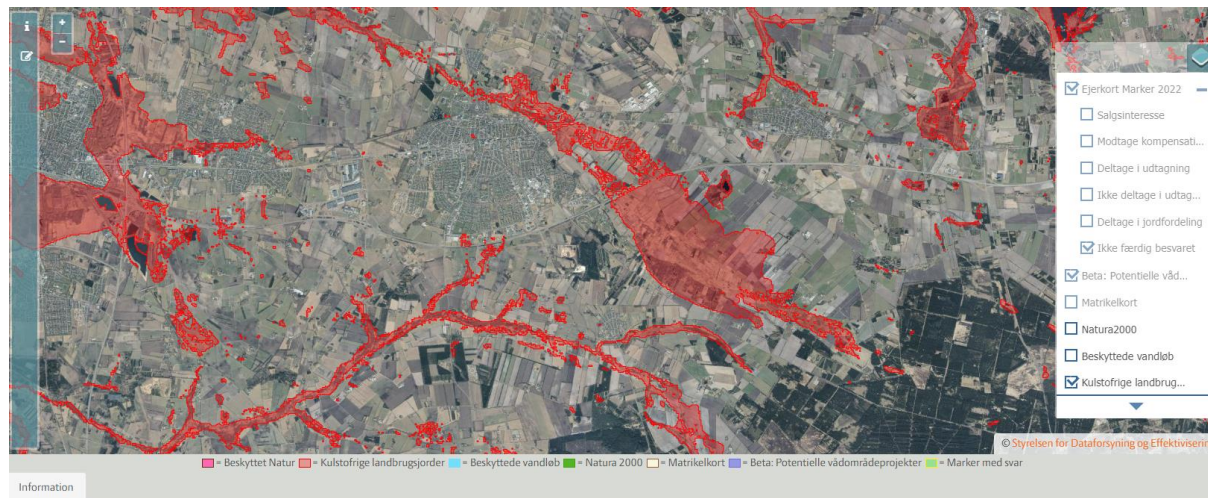 i
+
−
Ejerkort Marker 2022
Salgsinteresse
Modtage kompensati...
Deltage i udtagning
Ikke deltage i udtag...
Deltage i jordfordeling
Ikke færdig besvaret
Beta: Potentielle våd...
Matrikelkort
Natura2000
Beskyttede vandløb
Kulstofrige landbrug...
© Styrelsen for Dataforsyning og Effektivisering
= Beskyttet Natur = Kulstofrige landbrugsjorder = Beskyttede vandløb = Natura 2000 = Matrikelkort = Beta: Potentielle vådområdeprojekter = Marker med svar
Information